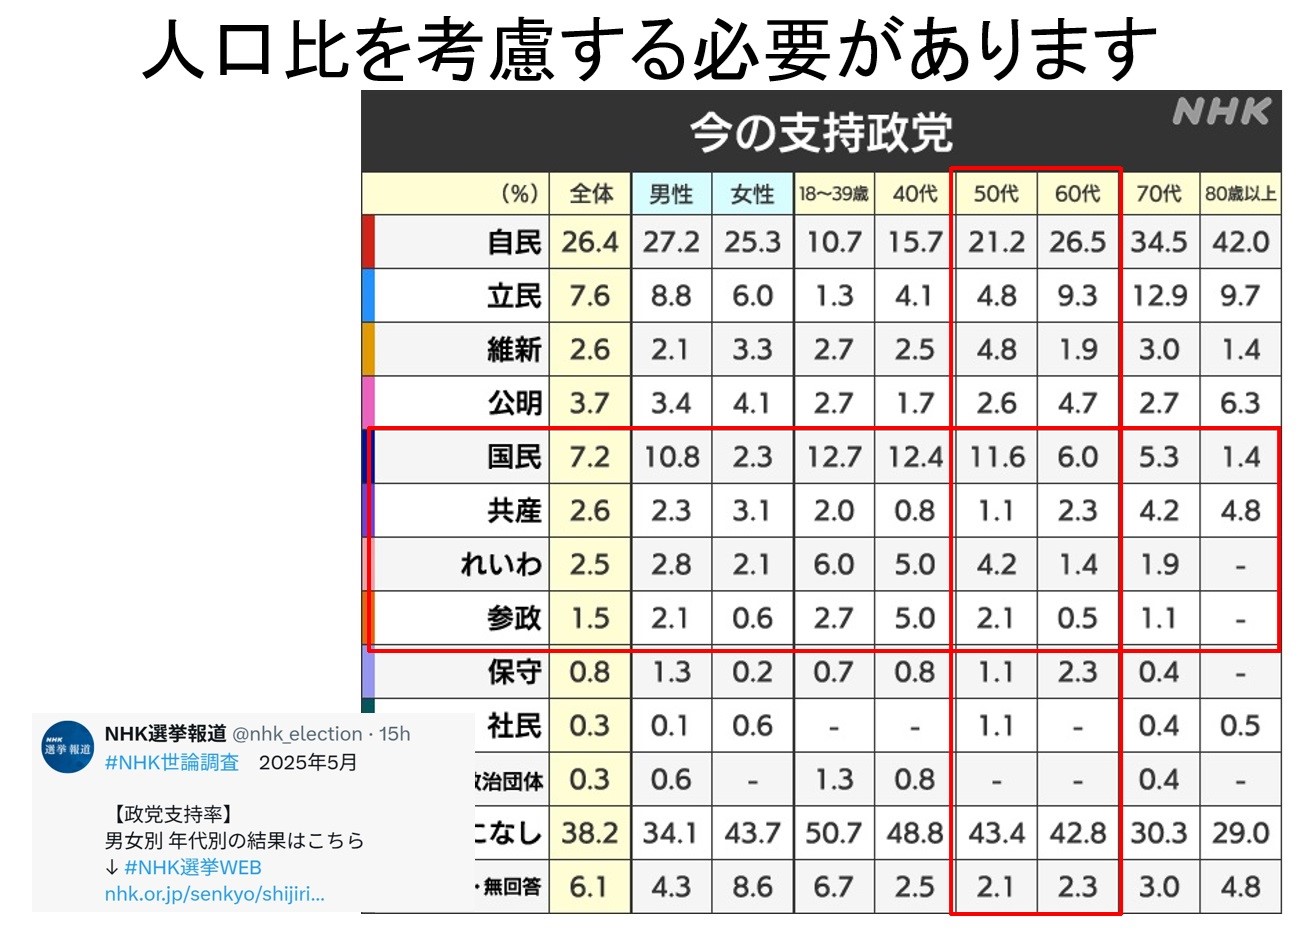 人口比を考慮する必要があります
今の支持政党
NHK
(%) 全体 男性 女性 18〜39歳 40代 50代 60代 70代 80歳以上
自民 26.4 27.2 25.3 10.7 15.7 21.2 26.5 34.5 42.0
立民 7.6 8.8 6.0 1.3 4.1 4.8 9.3 12.9 9.7
維新 2.6 2.1 3.3 2.7 2.5 4.8 1.9 3.0 1.4
公明 3.7 3.4 4.1 2.7 1.7 2.6 4.7 2.7 6.3
国民 7.2 10.8 2.3 12.7 12.4 11.6 6.0 5.3 1.4
共産 2.6 2.3 3.1 2.0 0.8 1.1 2.3 4.2 4.8
れいわ 2.5 2.8 2.1 6.0 5.0 4.2 1.4 1.9 -
参政 1.5 2.1 0.6 2.7 5.0 2.1 0.5 1.1 -
保守 0.8 1.3 0.2 0.7 0.8 1.1 2.3 0.4 -
社民 0.3 0.1 0.6 - - 1.1 - 0.4 0.5
治団体 0.3 0.6 - 1.3 0.8 - - 0.4 -
なし 38.2 34.1 43.7 50.7 48.8 43.4 42.8 30.3 29.0
・無回答 6.1 4.3 8.6 6.7 2.5 2.1 2.3 3.0 4.8
NHK
選挙報道
NHK選挙報道 @nhk_election · 15h
#NHK世論調査 2025年5月
【政党支持率】
男女別 年代別の結果はこちら
↓ #NHK選挙WEB
nhk.or.jp/senkyo/shijiri...